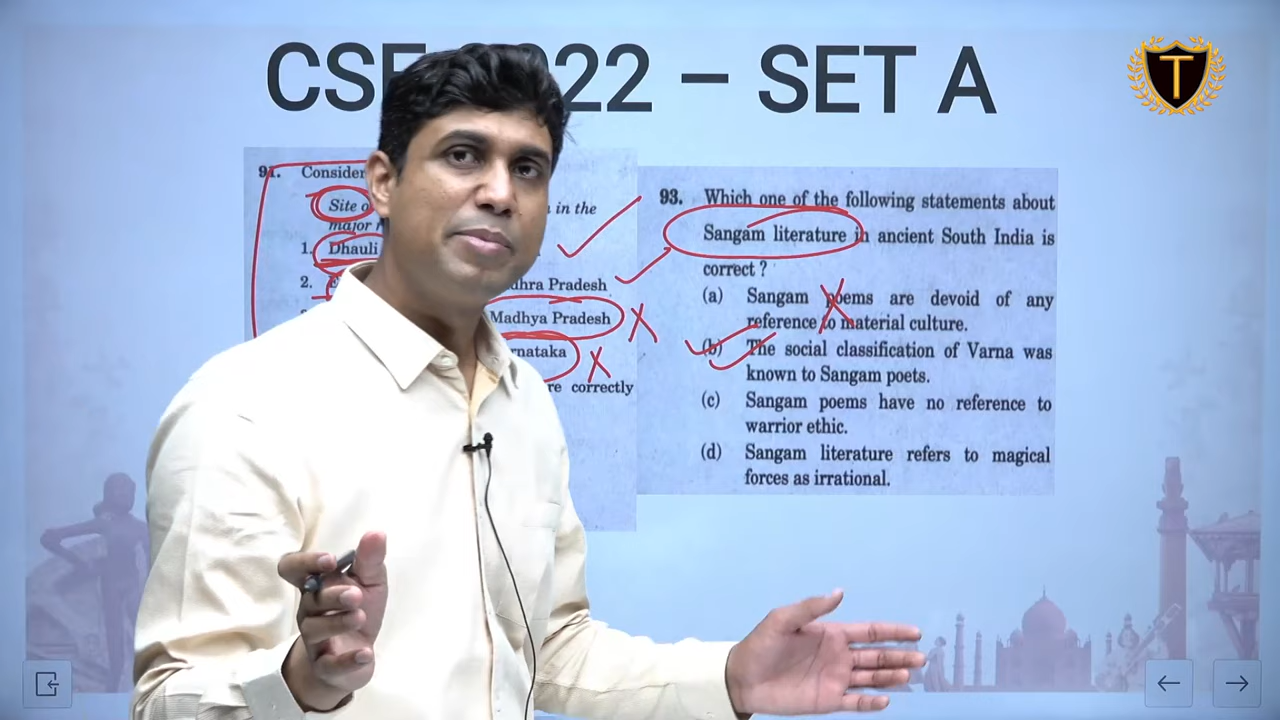 CSE 2022 – SET A
T
91. Consider
Site o
n in the
major r
1. Dhauli
2.
dhra Pradesh
Madhya Pradesh
rnataka
re correctly
93. Which one of the following statements about
Sangam literature in ancient South India is
correct ?
(a) Sangam poems are devoid of any
reference to material culture.
(b) The social classification of Varna was
known to Sangam poets.
(c) Sangam poems have no reference to
warrior ethic.
(d) Sangam literature refers to magical
forces as irrational.